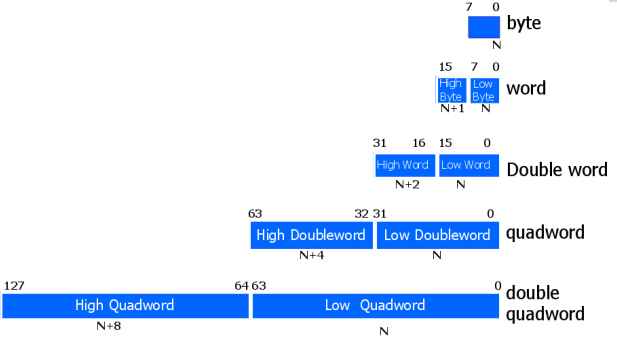 7 0 byte
N
15 7 0
High Byte Low Byte word
N+1 N
31 16 15 0
High Word Low Word Double word
N+2 N
63 32 31 0
High Doubleword Low Doubleword quadword
N+4 N
127 64 63 0 double
High Quadword Low Quadword quadword
N+8 N